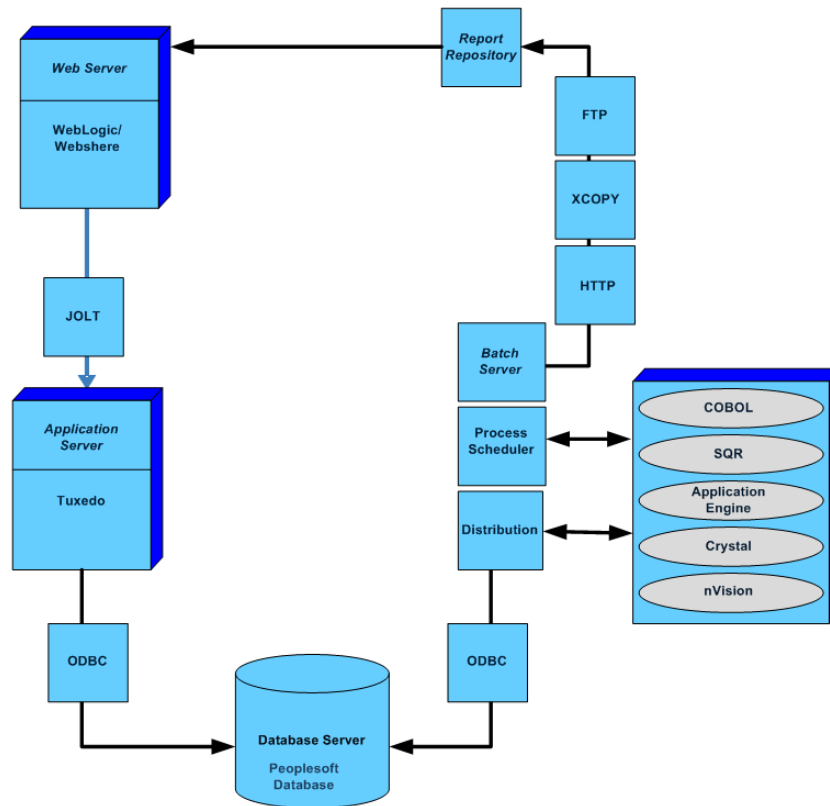 Report
Repository
Web Server
WebLogic/
Webshere
FTP
XCOPY
HTTP
JOLT
Batch
Server
Application
Server
Tuxedo
Process
Scheduler
Distribution
COBOL
SQR
Application
Engine
Crystal
nVision
ODBC
ODBC
Database Server
Peoplesoft
Database